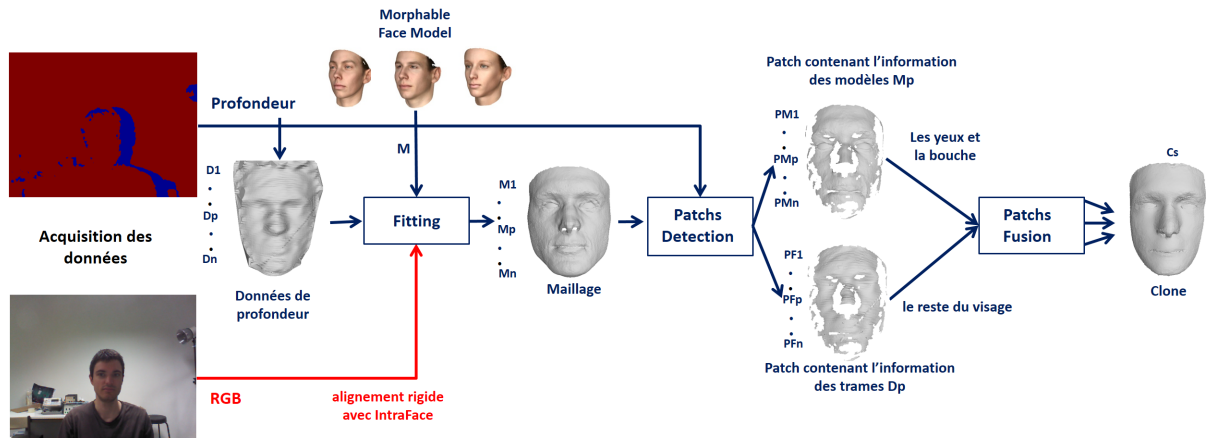 Morphable
Face Model
Profondeur
M
D1
Dp
Dn
Acquisition des
données
Données de
profondeur
RGB
alignement rigide
avec IntraFace
Fitting
M1
Mp
Mn
Maillage
Patchs
Detection
Patch contenant l'information
des modèles Mp
PM1
PMp
PMn
Les yeux et
la bouche
PF1
PFp
PFn
le reste du visage
Patch contenant l'information
des trames Dp
Patchs
Fusion
Cs
Clone